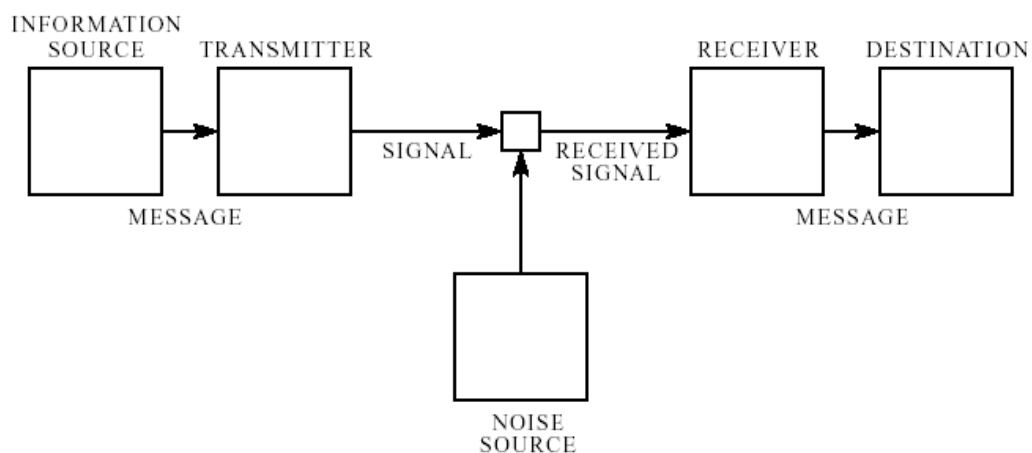 INFORMATION
SOURCE
TRANSMITTER
RECEIVER
DESTINATION
SIGNAL
RECEIVED
SIGNAL
MESSAGE
MESSAGE
NOISE
SOURCE